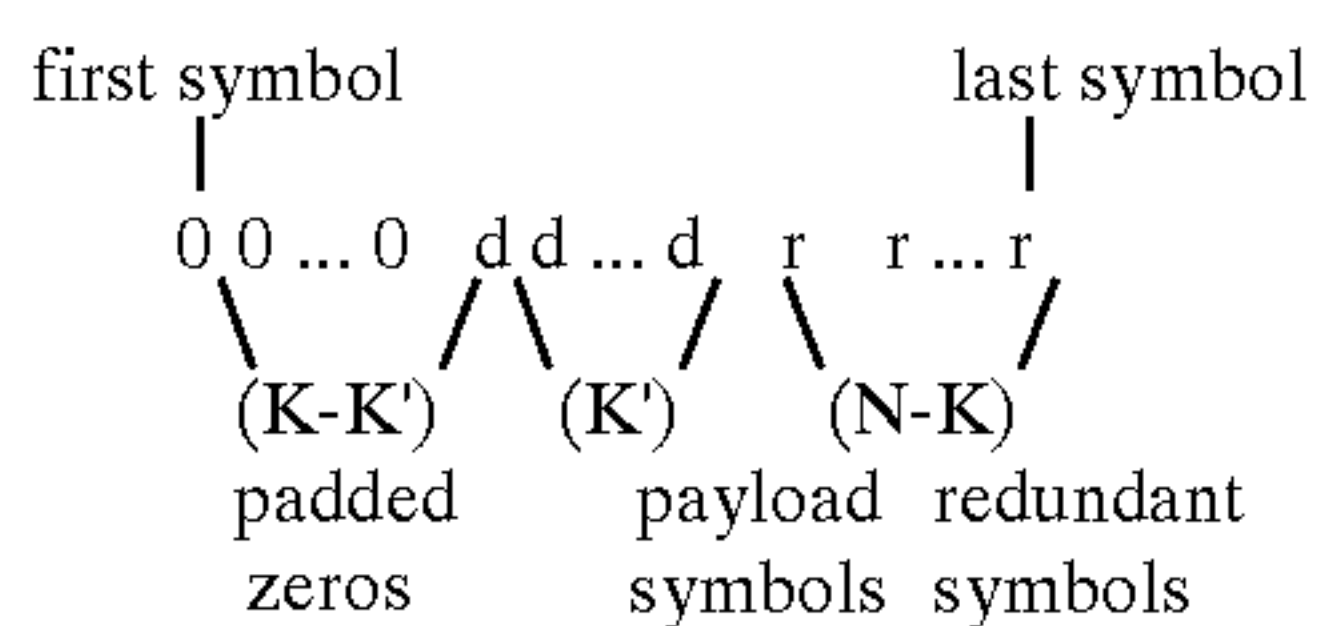 first symbol last symbol
0 0 ... 0 d d ... d r r ... r
(K-K') (K') (N-K)
padded payload redundant
zeros symbols symbols